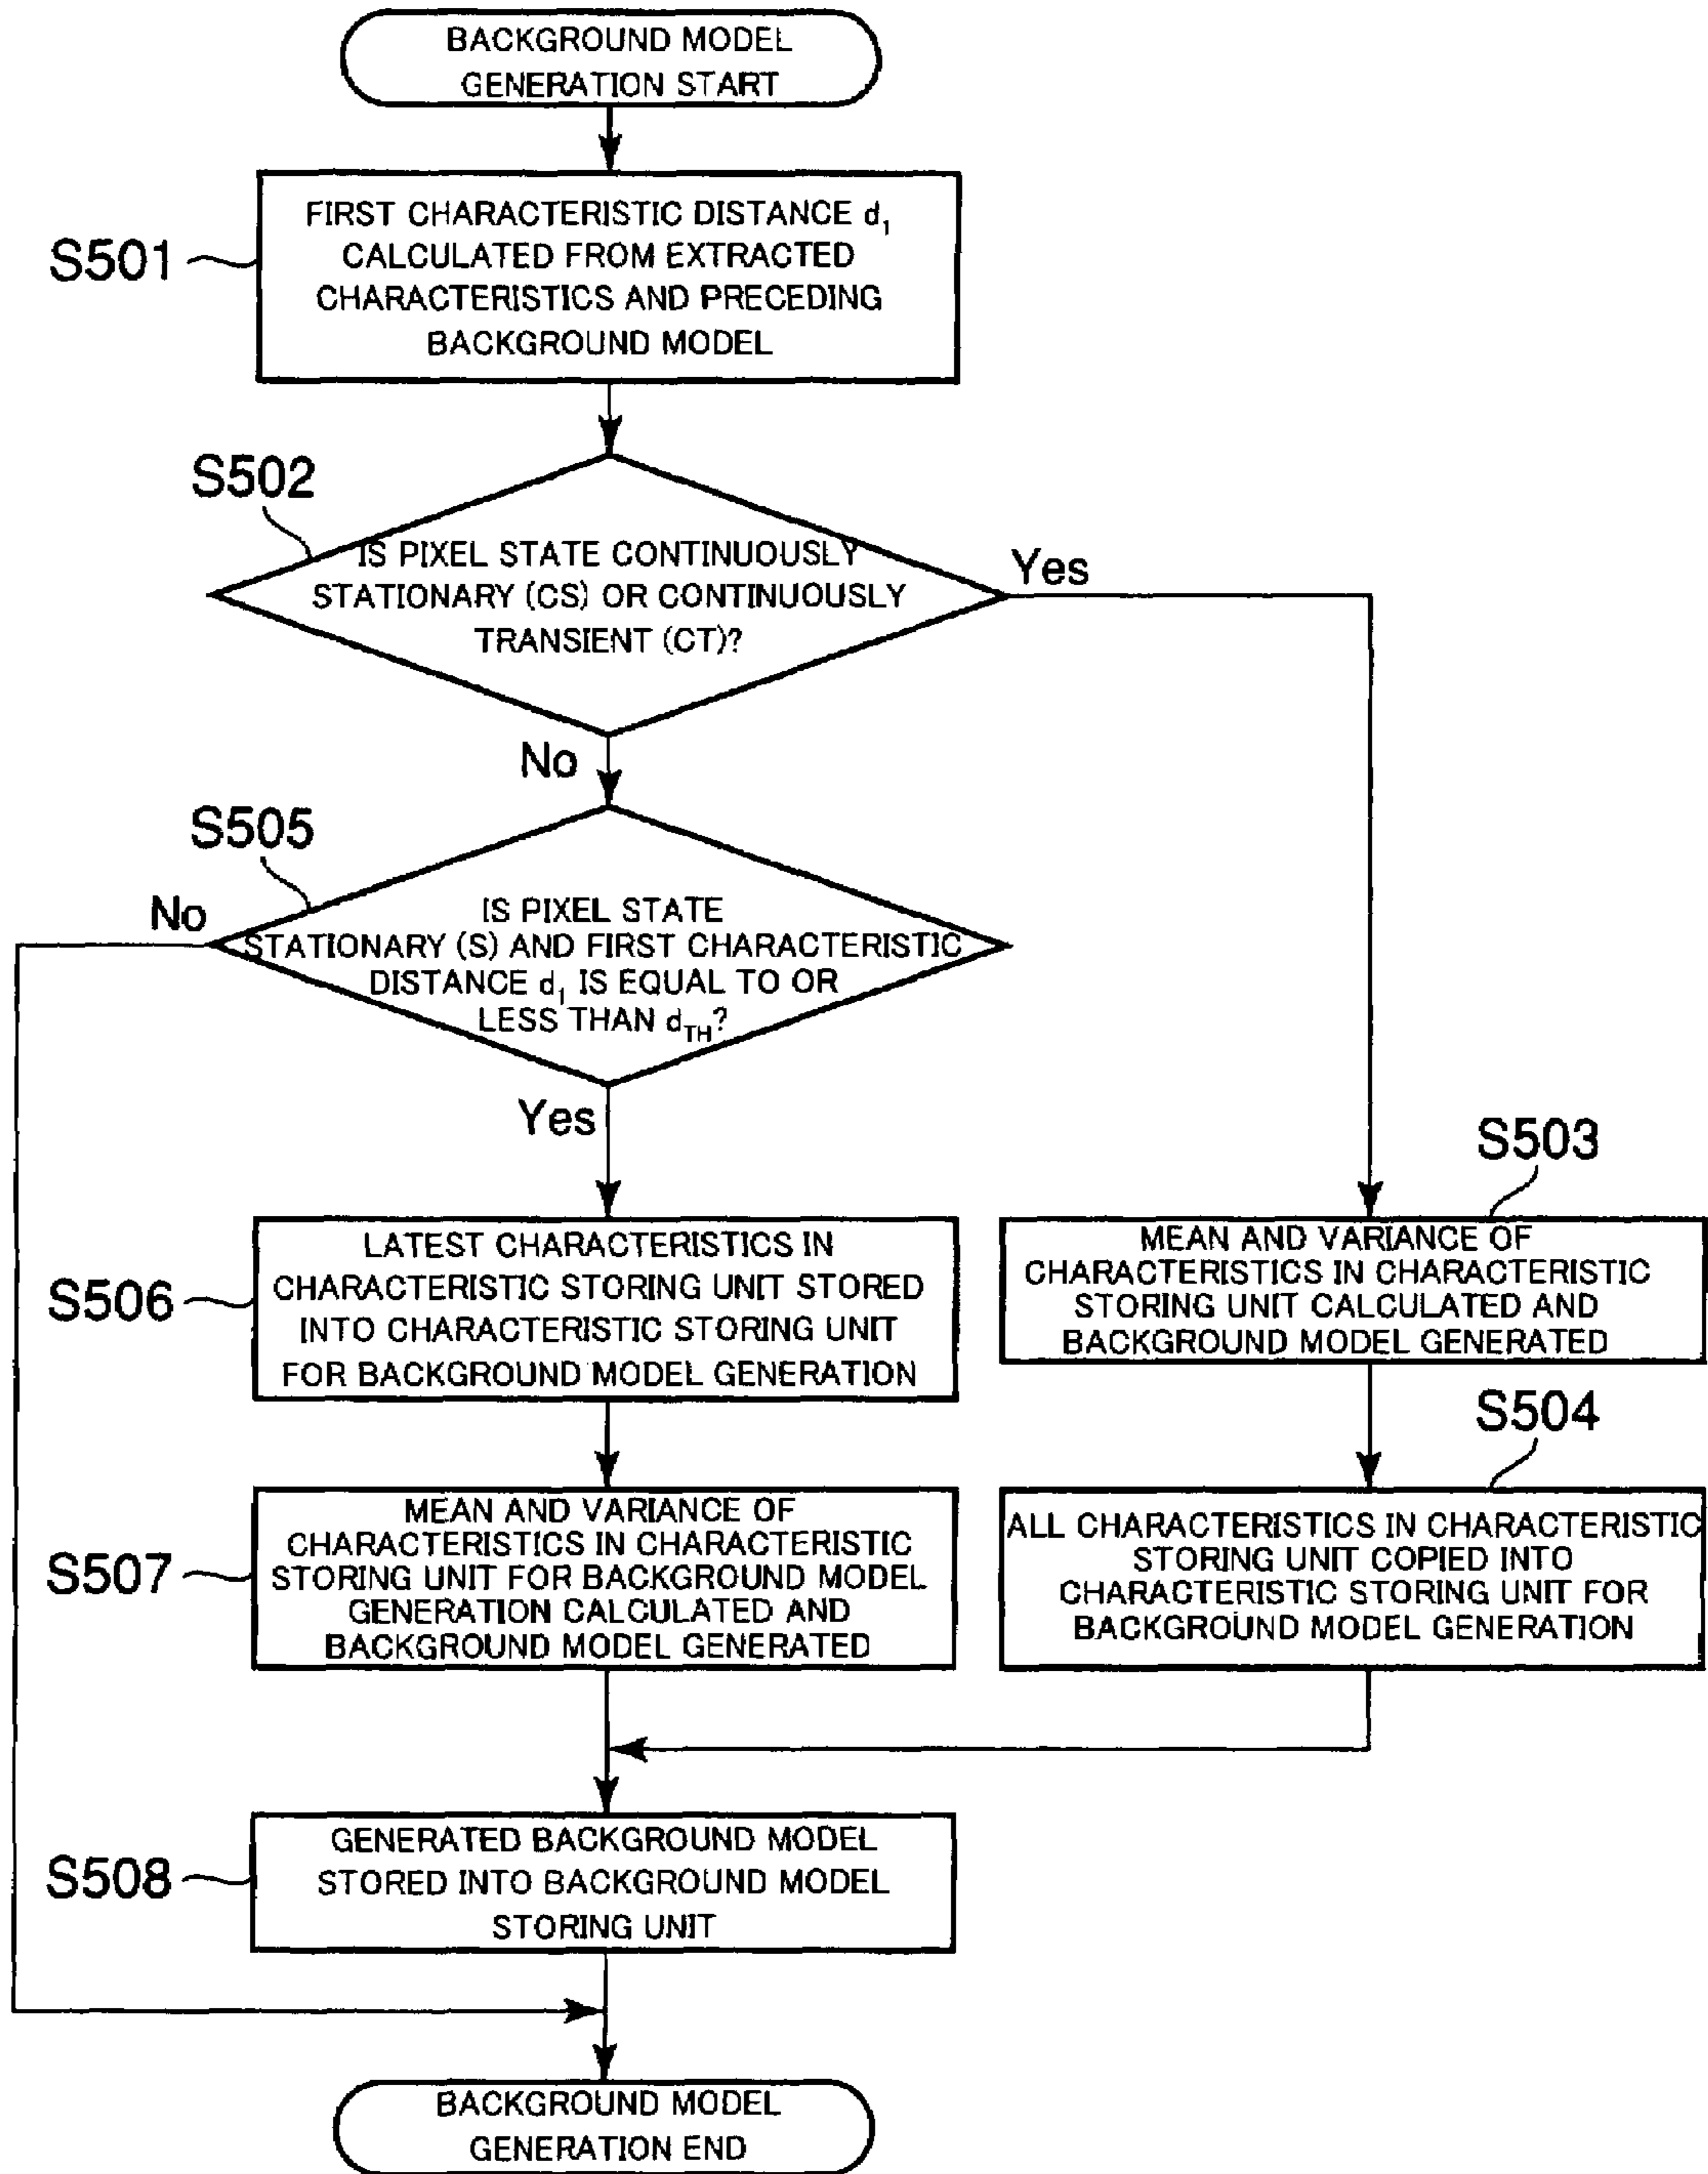 BACKGROUND MODEL
GENERATION START
S501
FIRST CHARACTERISTIC DISTANCE d₁
CALCULATED FROM EXTRACTED
CHARACTERISTICS AND PRECEDING
BACKGROUND MODEL
S502
IS PIXEL STATE CONTINUOUSLY
STATIONARY (CS) OR CONTINUOUSLY
TRANSIENT (CT)?
Yes
No
S505
No
IS PIXEL STATE
STATIONARY (S) AND FIRST CHARACTERISTIC
DISTANCE d₁ IS EQUAL TO OR
LESS THAN d_TH?
Yes
S503
MEAN AND VARIANCE OF
CHARACTERISTICS IN CHARACTERISTIC
STORING UNIT CALCULATED AND
BACKGROUND MODEL GENERATED
S506
LATEST CHARACTERISTICS IN
CHARACTERISTIC STORING UNIT STORED
INTO CHARACTERISTIC STORING UNIT
FOR BACKGROUND MODEL GENERATION
S504
ALL CHARACTERISTICS IN CHARACTERISTIC
STORING UNIT COPIED INTO
CHARACTERISTIC STORING UNIT FOR
BACKGROUND MODEL GENERATION
S507
MEAN AND VARIANCE OF
CHARACTERISTICS IN CHARACTERISTIC
STORING UNIT FOR BACKGROUND MODEL
GENERATION CALCULATED AND
BACKGROUND MODEL GENERATED
S508
GENERATED BACKGROUND MODEL
STORED INTO BACKGROUND MODEL
STORING UNIT
BACKGROUND MODEL
GENERATION END